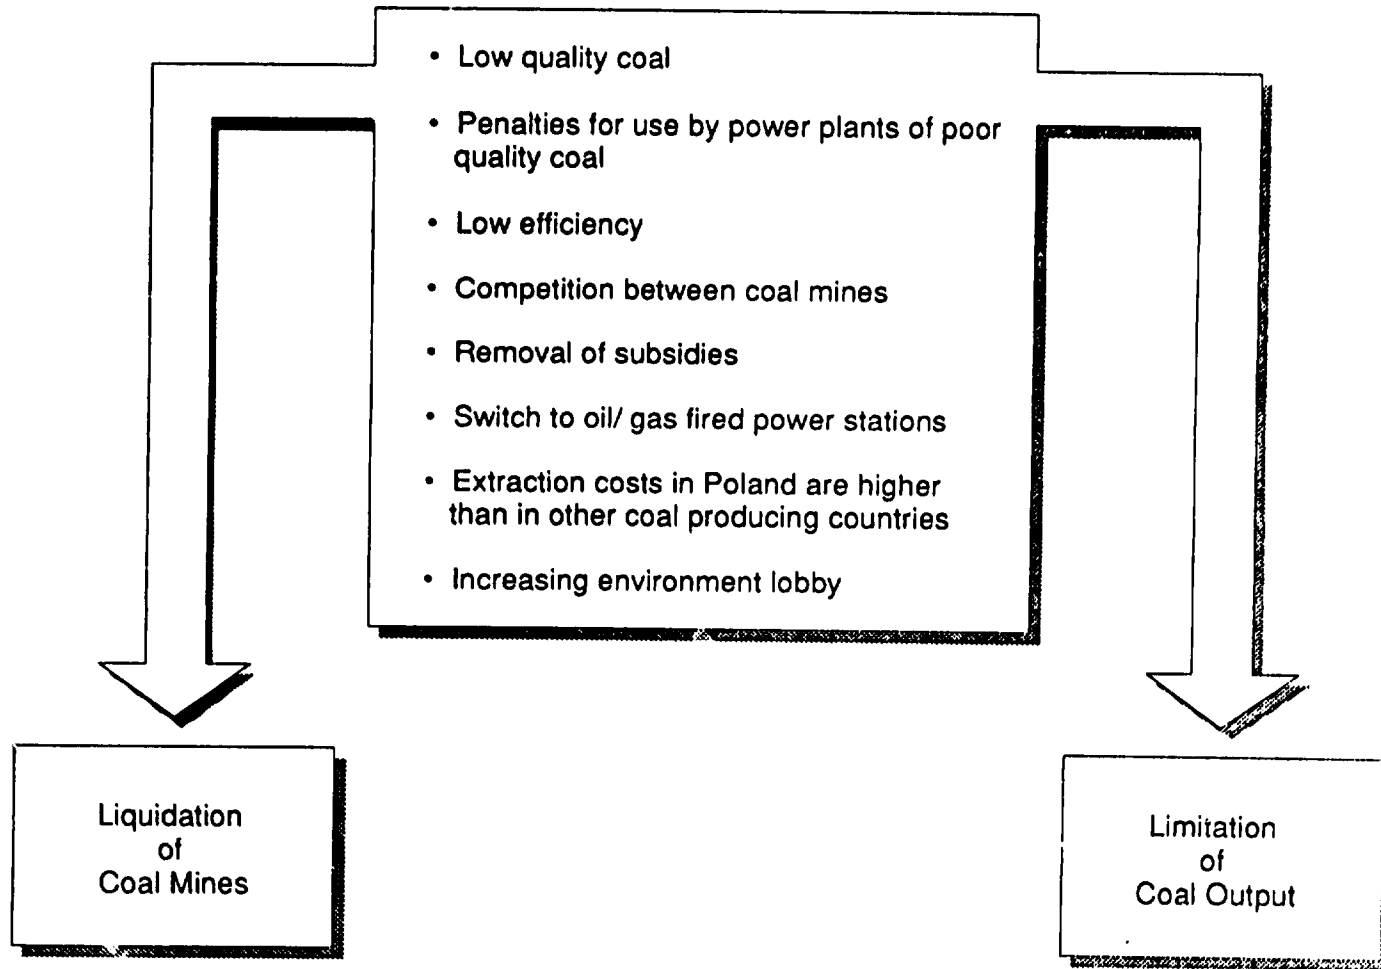 • Low quality coal
• Penalties for use by power plants of poor
quality coal
• Low efficiency
• Competition between coal mines
• Removal of subsidies
• Switch to oil/ gas fired power stations
• Extraction costs in Poland are higher
than in other coal producing countries
• Increasing environment lobby
Liquidation
of
Coal Mines
Limitation
of
Coal Output